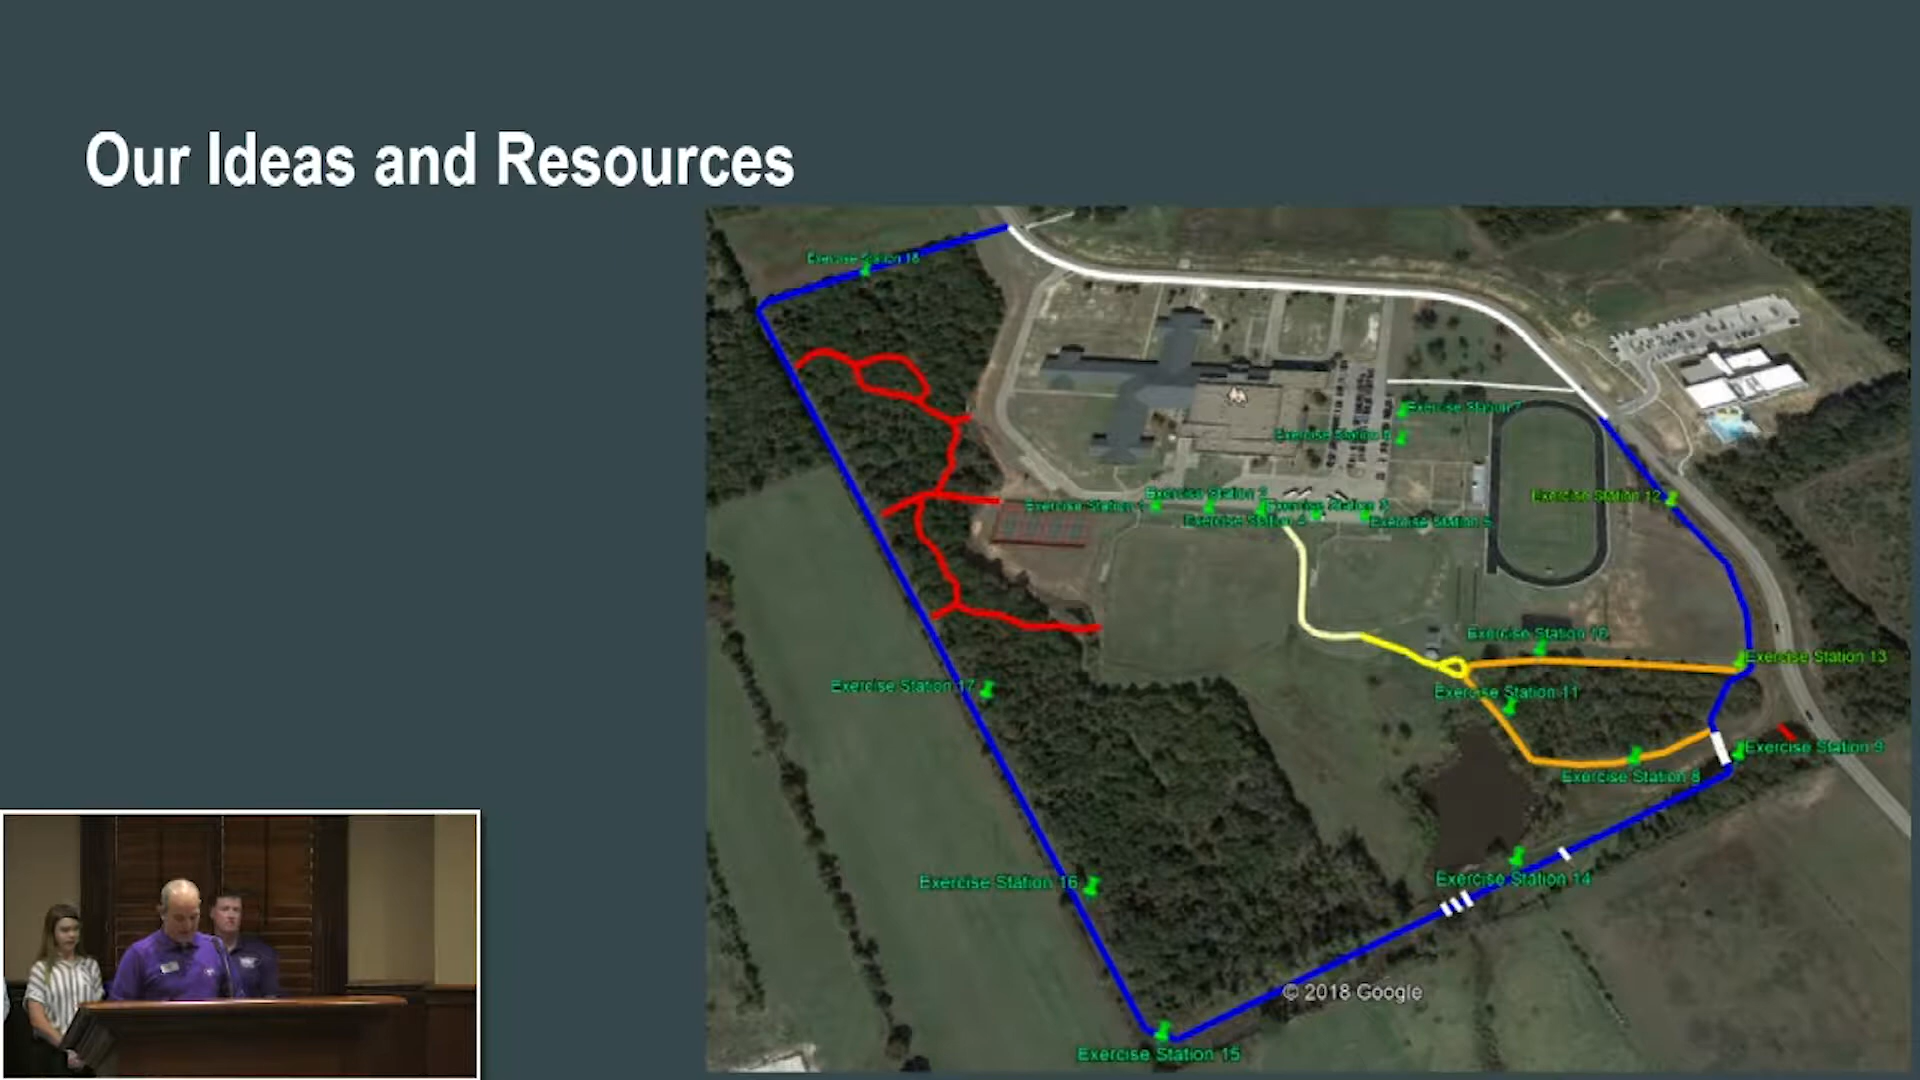 Our Ideas and Resources
Exercise Station 18
Exercise Station 7
Exercise Station
Exercise Station 12
Exercise Station 2
Exercise Station
Exercise Station 3
Exercise Station 4
Exercise Station
Exercise Station 10
Exercise Station 13
Exercise Station 17
Exercise Station 11
Exercise Station 9
Exercise Station 8
Exercise Station 16
Exercise Station 14
© 2018 Google
Exercise Station 15